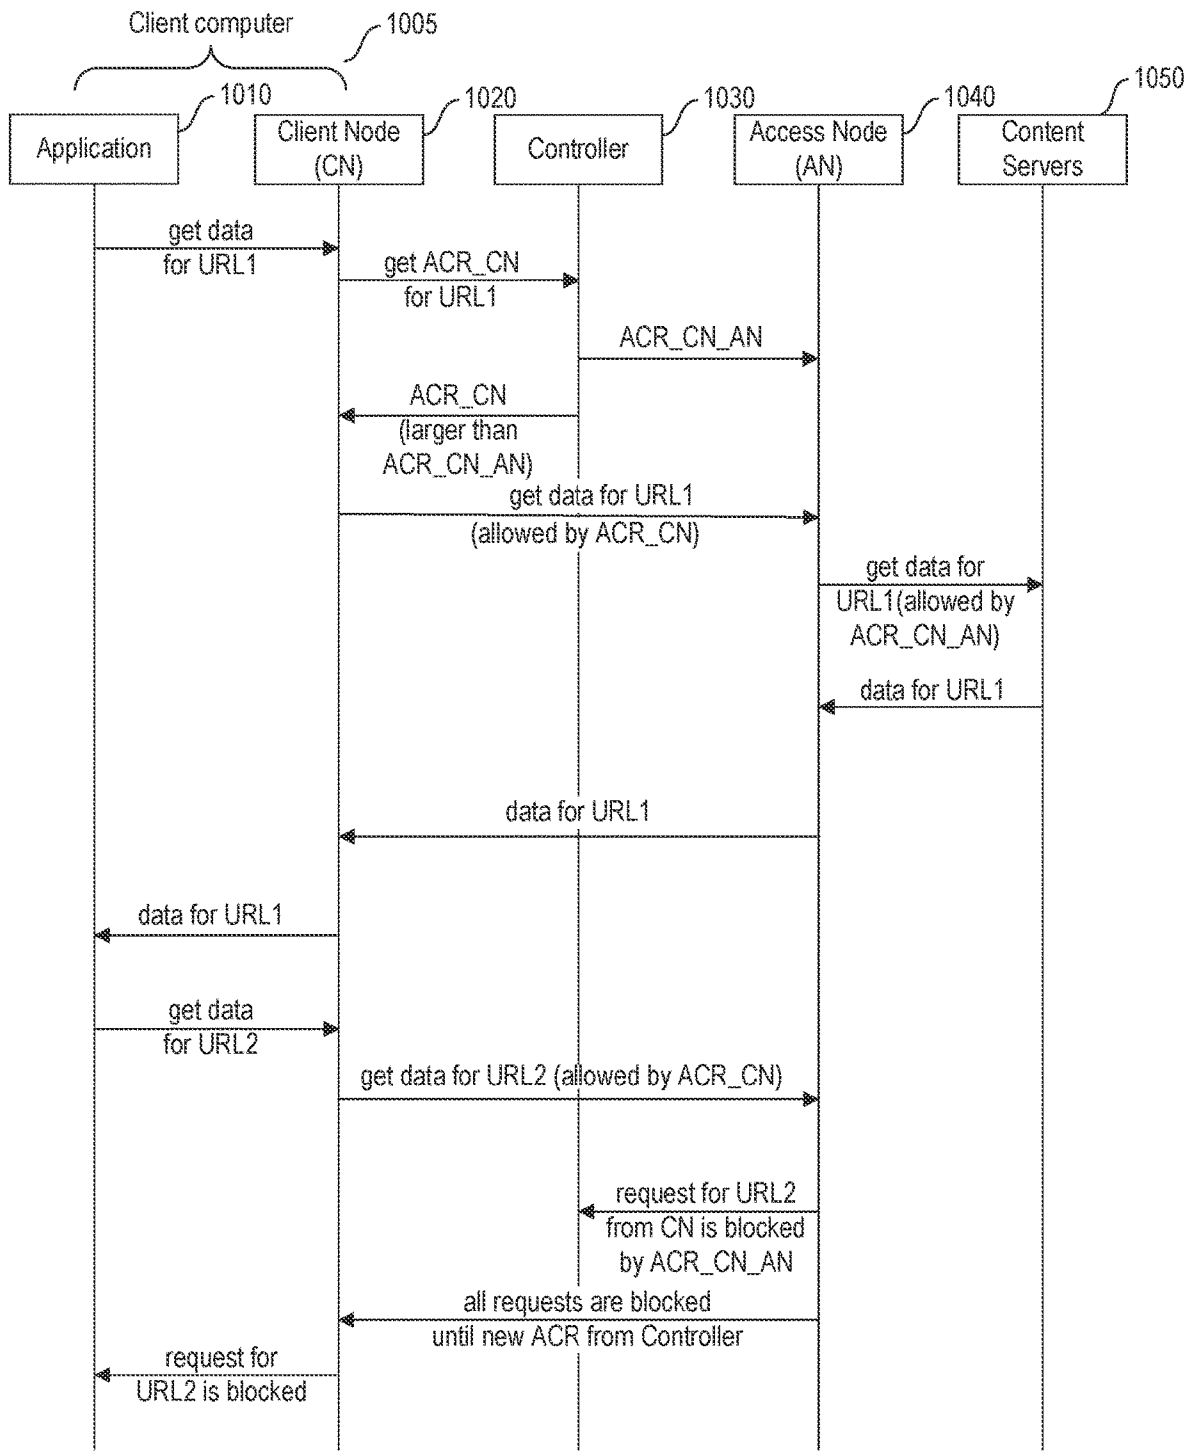 Client computer
1005
1010
1020
1030
1040
1050
Application
Client Node
(CN)
Controller
Access Node
(AN)
Content
Servers
get data
for URL1
get ACR_CN
for URL1
ACR_CN_AN
ACR_CN
(larger than
ACR_CN_AN)
get data for URL1
(allowed by ACR_CN)
get data for
URL1(allowed by
ACR_CN_AN)
data for URL1
data for URL1
data for URL1
get data
for URL2
get data for URL2 (allowed by ACR_CN)
request for URL2
from CN is blocked
by ACR_CN_AN
all requests are blocked
until new ACR from Controller
request for
URL2 is blocked